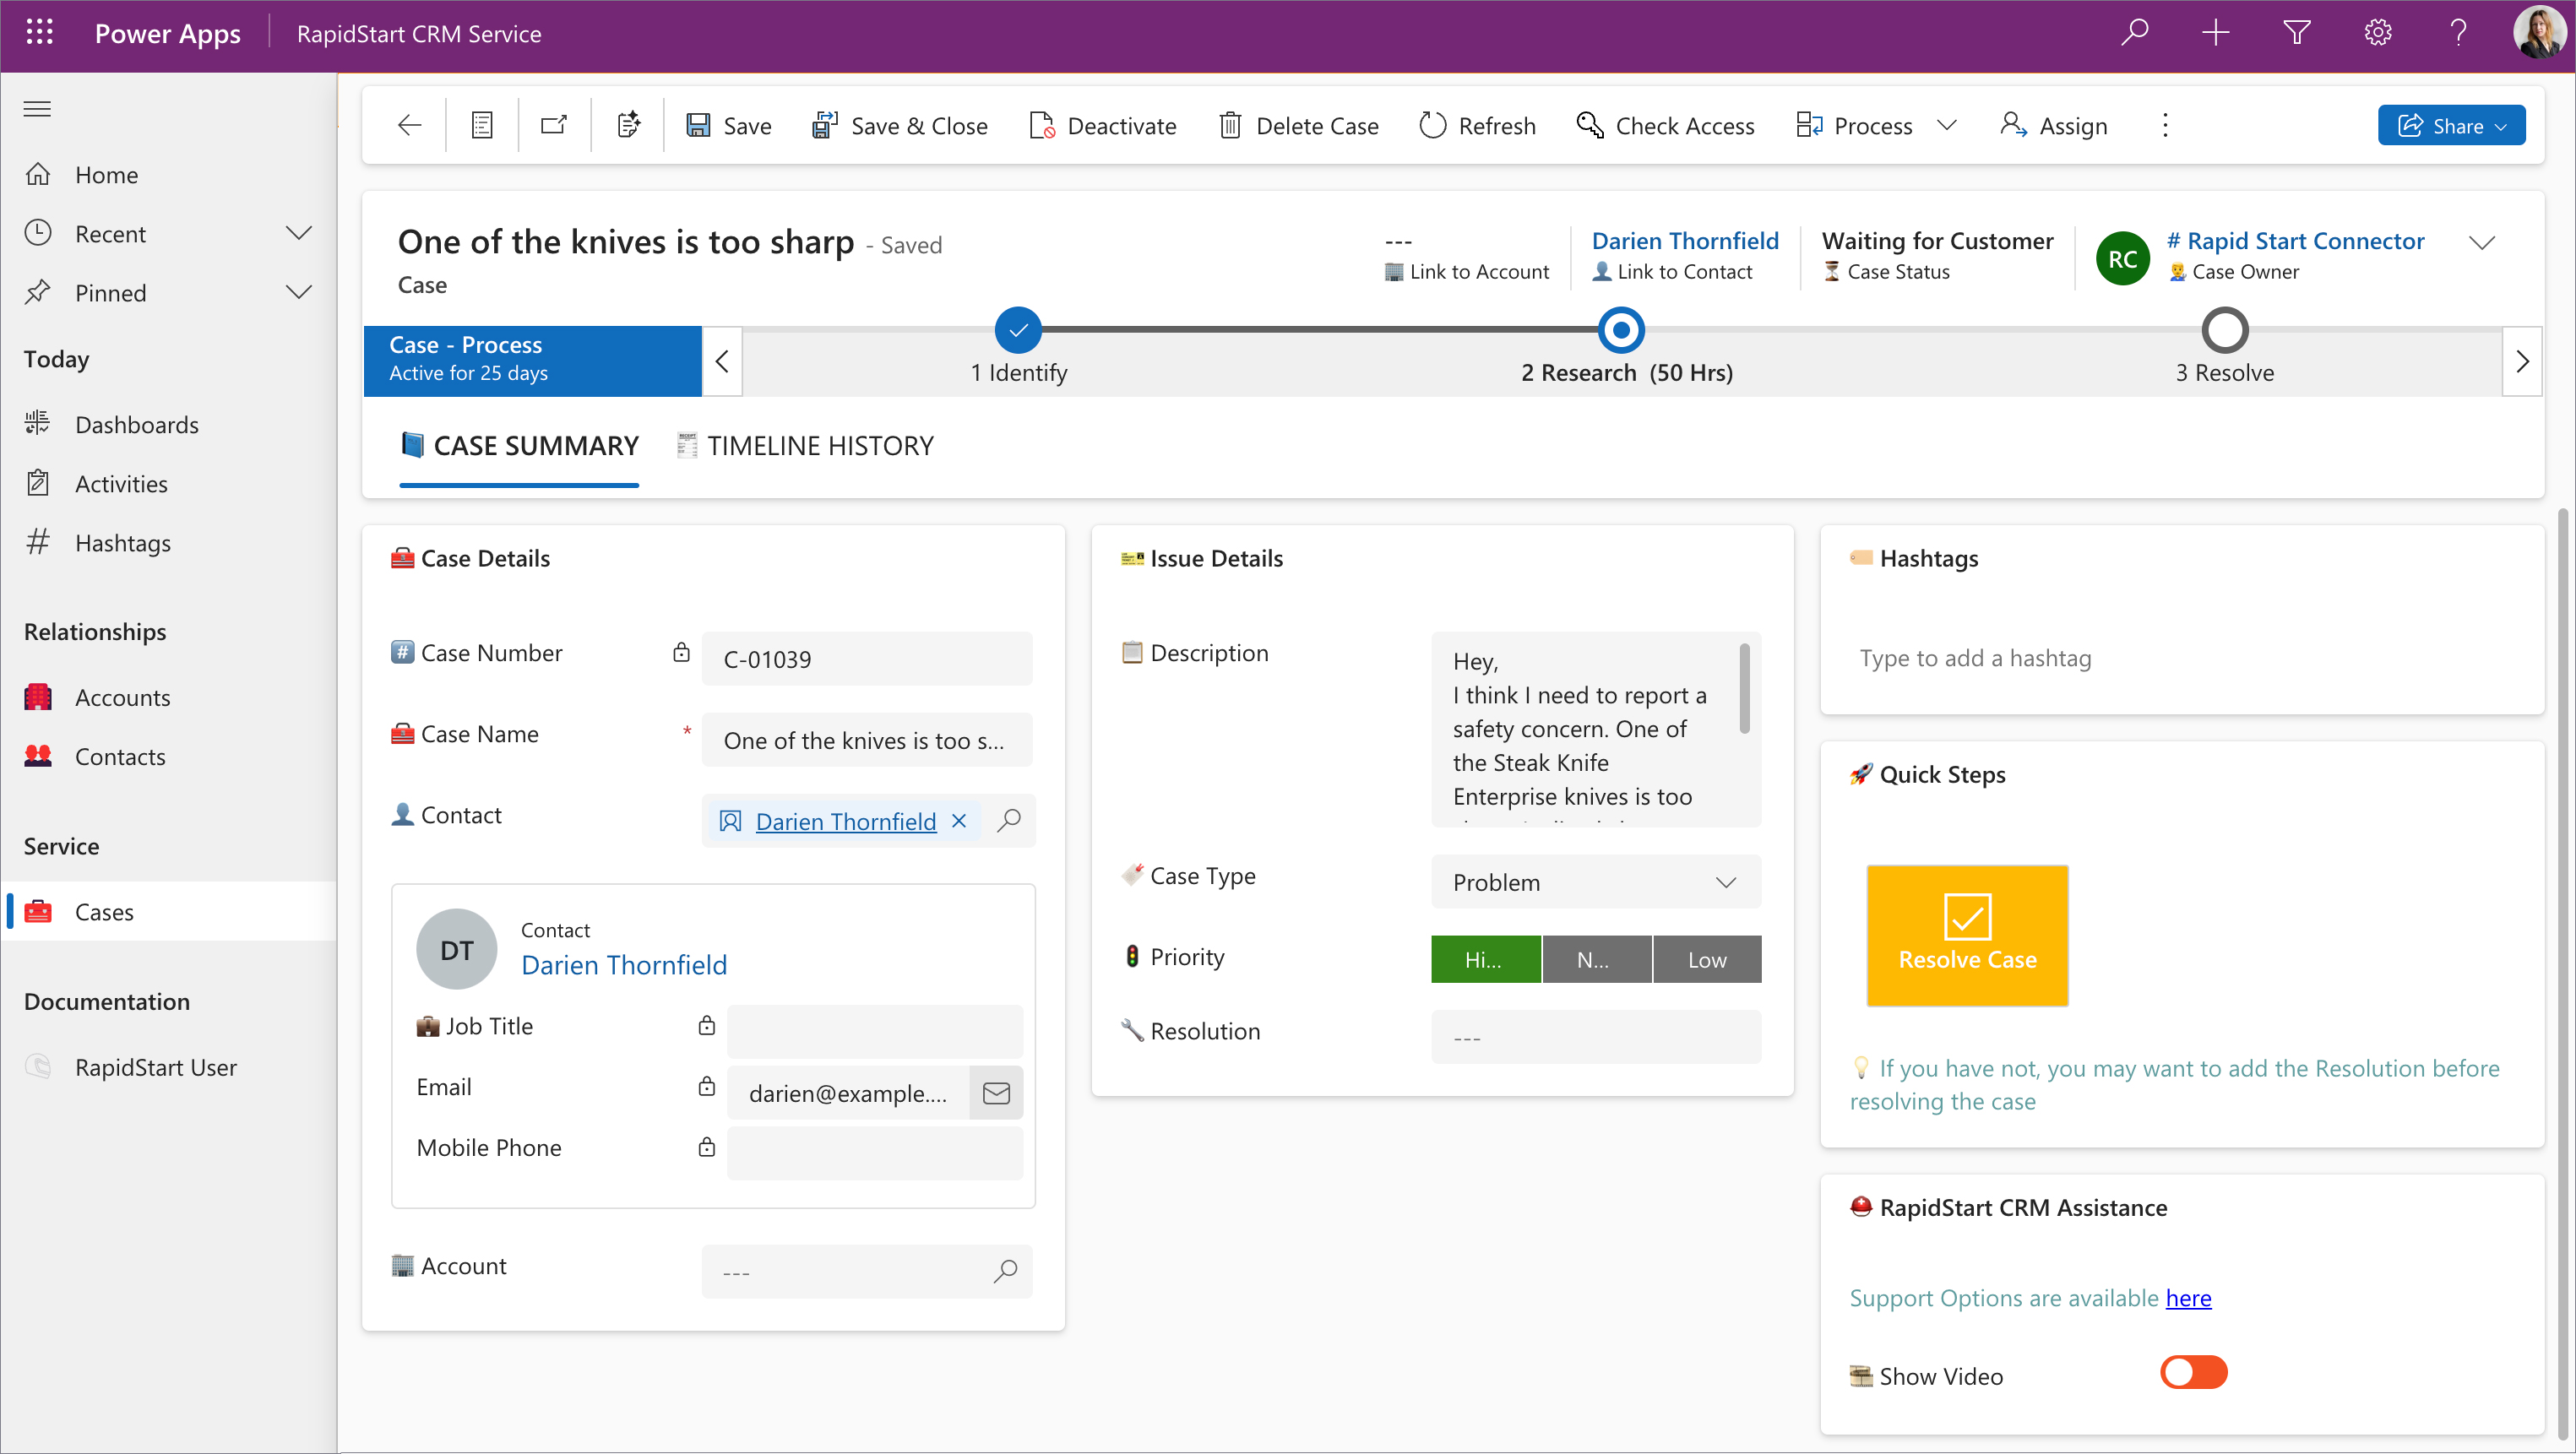 Power Apps
RapidStart CRM Service
Home
Recent
Pinned
Today
Dashboards
Activities
Hashtags
Relationships
Accounts
Contacts
Service
Cases
Documentation
RapidStart User
Save
Save & Close
Deactivate
Delete Case
Refresh
Check Access
Process
Assign
Share
One of the knives is too sharp - Saved
Case
---
Link to Account
Darien Thornfield
Link to Contact
Waiting for Customer
Case Status
RC
# Rapid Start Connector
Case Owner
Case - Process
Active for 25 days
1 Identify
2 Research (50 Hrs)
3 Resolve
CASE SUMMARY
TIMELINE HISTORY
Case Details
Case Number
C-01039
Case Name
*
One of the knives is too s...
Contact
Darien Thornfield
DT
Contact
Darien Thornfield
Job Title
Email
darien@example....
Mobile Phone
Account
---
Issue Details
Description
Hey,
I think I need to report a
safety concern. One of
the Steak Knife
Enterprise knives is too
Case Type
Problem
Priority
Hi...
N...
Low
Resolution
---
Hashtags
Type to add a hashtag
Quick Steps
Resolve Case
If you have not, you may want to add the Resolution before
resolving the case
RapidStart CRM Assistance
Support Options are available here
Show Video